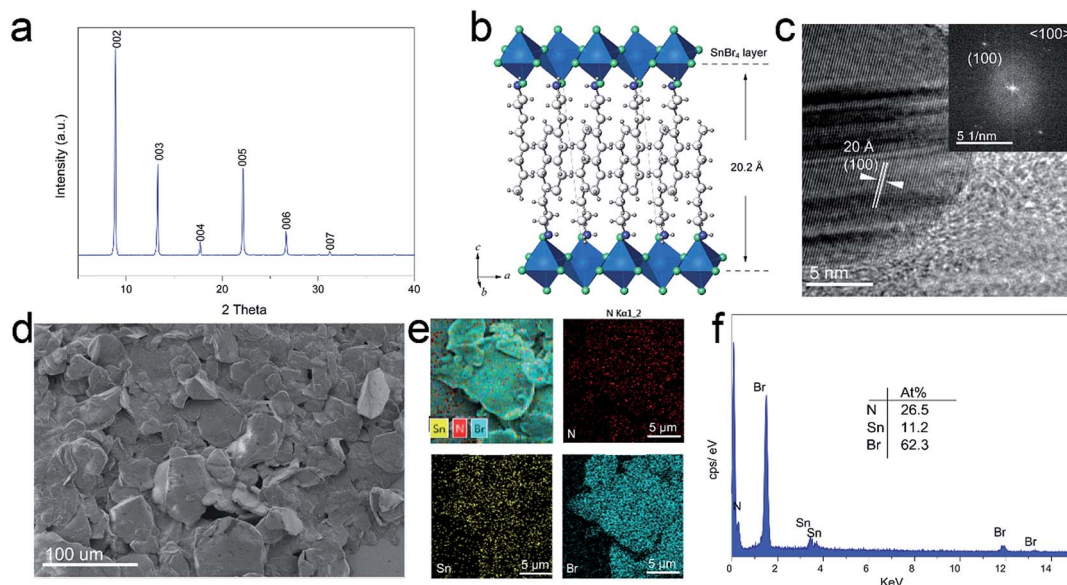 a
002
003
004
005
006
007
Intensity (a.u.)
10
20
30
40
2 Theta
b
SnBr4 layer
20.2 Å
c
a
b
c
<100>
(100)
5 1/nm
20 Å
(100)
5 nm
d
100 um
e
N Kα1_2
Sn N Br
N
5 µm
Sn
5 µm
Br
5 µm
f
cps/ eV
N
Br
Sn
Sn
Br
Br
At%
N 26.5
Sn 11.2
Br 62.3
0 2 4 6 8 10 12 14
KeV